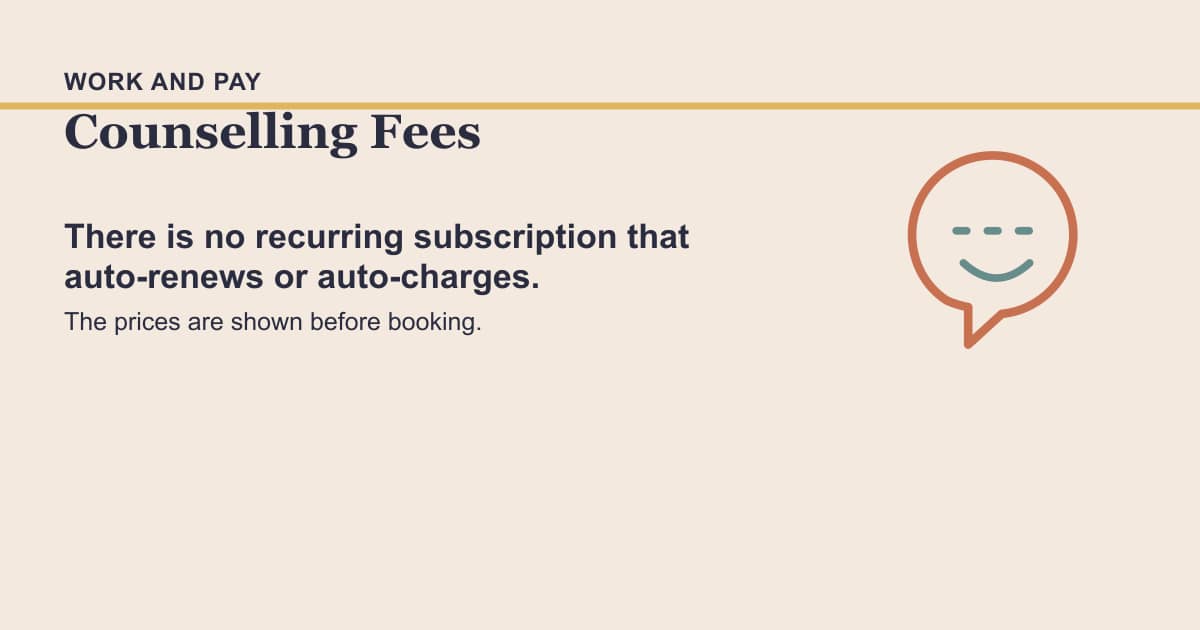 WORK AND PAY
Counselling Fees
There is no recurring subscription that
auto-renews or auto-charges.
The prices are shown before booking.